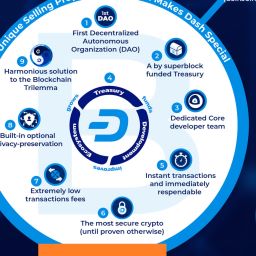 Unique Selling
Makes Dash Special
1
1st
DAO
First Decentralized
Autonomous
Organization (DAO)
2
A by superblock
funded Treasury
3
Dedicated Core
developer team
4
Treasury
funds
Development
improves
Ecosystem
grows
5
Instant transactions
and immediately
respendable
6
The most secure crypto
(until proven otherwise)
7
Extremely low
transactions fees
8
Built-in optional
ivacy-preservation
9
Harmonious solution
to the Blockchain
Trilemma